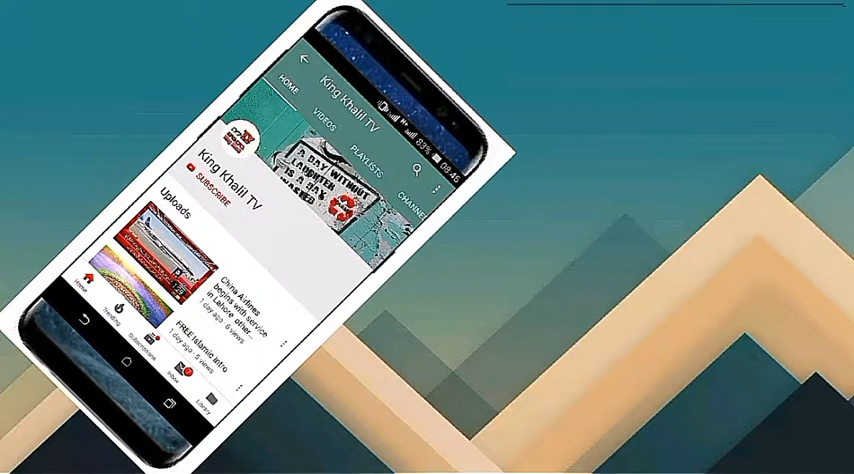 83% 08:46
King Khalil TV
HOME VIDEOS PLAYLISTS CHANNE
A DAY WITHOUT
LAUGHTER
IS A DAY
WASTED
King Khalil TV
SUBSCRIBE
Uploads
China Airlines
begins with service
in Lahore other
1 day ago · 6 views
FREE Islamic intro
1 day ago · 5 views
Home Trending Subscriptions Inbox Library